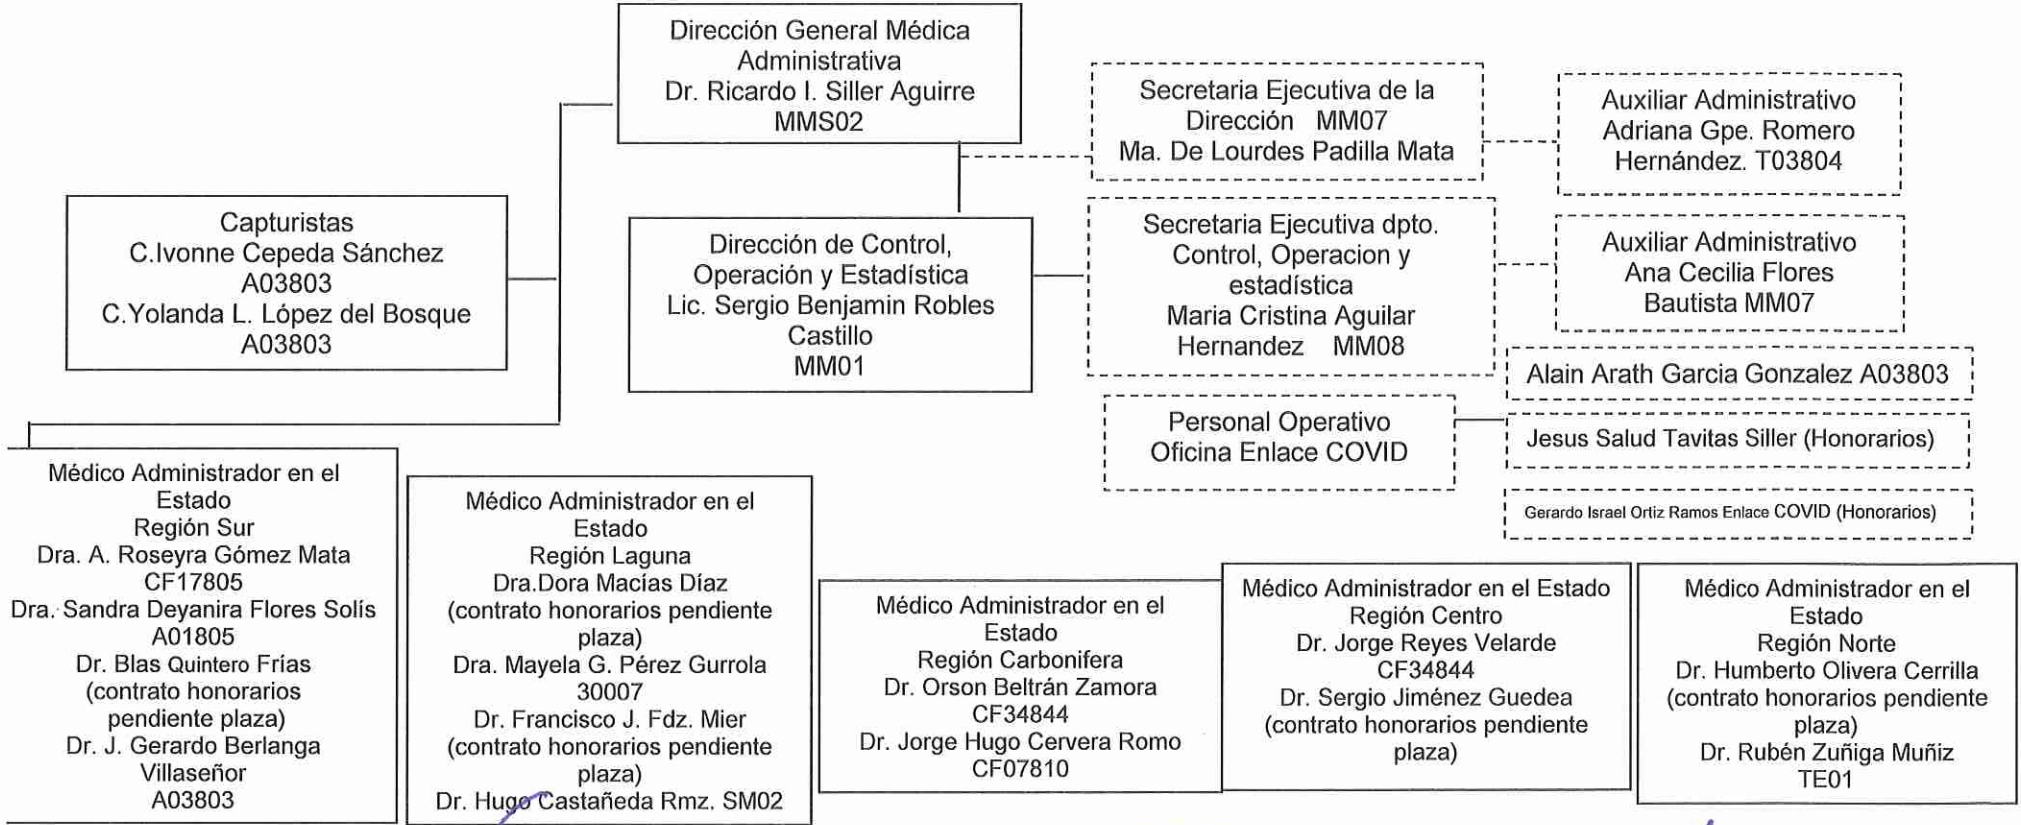 Dirección General Médica
Administrativa
Dr. Ricardo I. Siller Aguirre
MMS02
Secretaria Ejecutiva de la
Dirección MM07
Ma. De Lourdes Padilla Mata
Auxiliar Administrativo
Adriana Gpe. Romero
Hernández. T03804
Capturistas
C.Ivonne Cepeda Sánchez
A03803
C.Yolanda L. López del Bosque
A03803
Dirección de Control,
Operación y Estadística
Lic. Sergio Benjamin Robles
Castillo
MM01
Secretaria Ejecutiva dpto.
Control, Operacion y
estadística
Maria Cristina Aguilar
Hernandez MM08
Auxiliar Administrativo
Ana Cecilia Flores
Bautista MM07
Alain Arath Garcia Gonzalez A03803
Personal Operativo
Oficina Enlace COVID
Jesus Salud Tavitas Siller (Honorarios)
Gerardo Israel Ortiz Ramos Enlace COVID (Honorarios)
Médico Administrador en el
Estado
Región Sur
Dra. A. Roseyra Gómez Mata
CF17805
Dra. Sandra Deyanira Flores Solís
A01805
Dr. Blas Quintero Frías
(contrato honorarios
pendiente plaza)
Dr. J. Gerardo Berlanga
Villaseñor
A03803
Médico Administrador en el
Estado
Región Laguna
Dra.Dora Macías Díaz
(contrato honorarios pendiente
plaza)
Dra. Mayela G. Pérez Gurrola
30007
Dr. Francisco J. Fdz. Mier
(contrato honorarios pendiente
plaza)
Dr. Hugo Castañeda Rmz. SM02
Médico Administrador en el
Estado
Región Carbonifera
Dr. Orson Beltrán Zamora
CF34844
Dr. Jorge Hugo Cervera Romo
CF07810
Médico Administrador en el Estado
Región Centro
Dr. Jorge Reyes Velarde
CF34844
Dr. Sergio Jiménez Guedea
(contrato honorarios pendiente
plaza)
Médico Administrador en el
Estado
Región Norte
Dr. Humberto Olivera Cerrilla
(contrato honorarios pendiente
plaza)
Dr. Rubén Zuñiga Muñiz
TE01